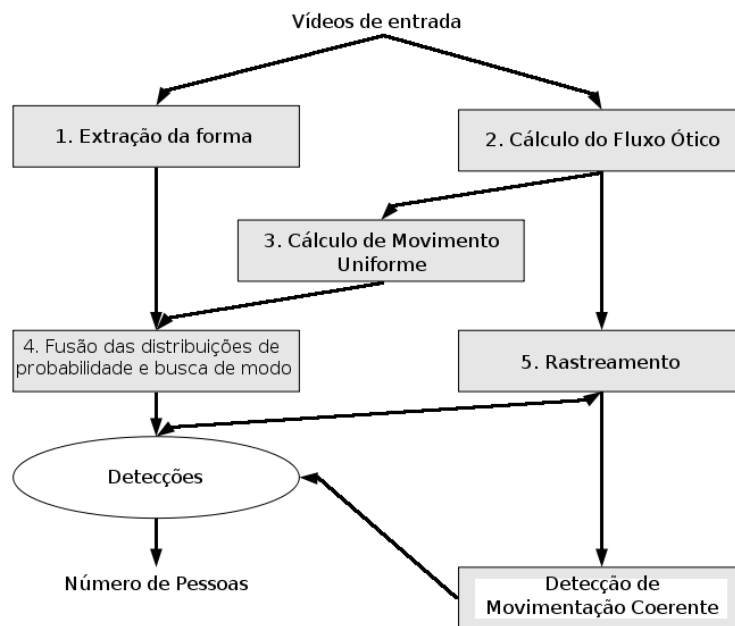 Vídeos de entrada
1. Extração da forma
2. Cálculo do Fluxo Ótico
3. Cálculo de Movimento
Uniforme
4. Fusão das distribuições de
probabilidade e busca de modo
5. Rastreamento
Detecções
Número de Pessoas
Detecção de
Movimentação Coerente